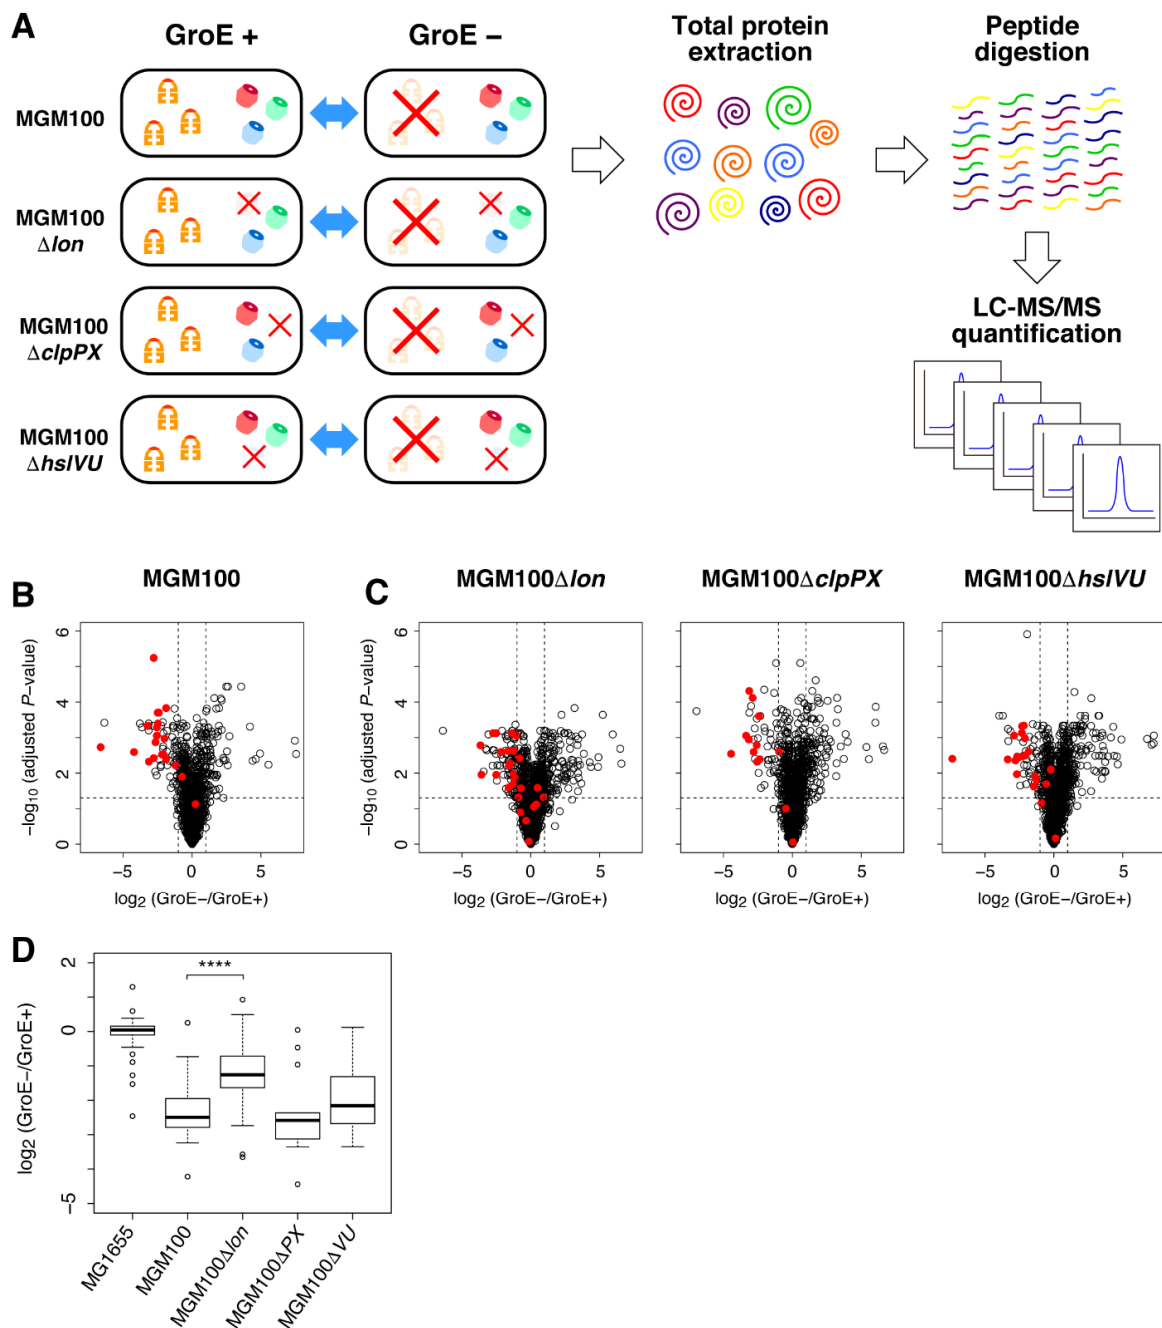 A
GroE +
GroE –
Total protein
extraction
Peptide
digestion
MGM100
MGM100
Δlon
MGM100
ΔclpPX
MGM100
ΔhslVU
LC-MS/MS
quantification
B
MGM100
−log10 (adjusted P−value)
6
4
2
0
−5
0
5
log2 (GroE−/GroE+)
C
MGM100Δlon
MGM100ΔclpPX
MGM100ΔhslVU
−log10 (adjusted P−value)
6
4
2
0
−5
0
5
−5
0
5
−5
0
5
log2 (GroE−/GroE+)
log2 (GroE−/GroE+)
log2 (GroE−/GroE+)
D
log2 (GroE−/GroE+)
2
0
−5
****
MG1655
MGM100
MGM100Δlon
MGM100ΔPX
MGM100ΔVU